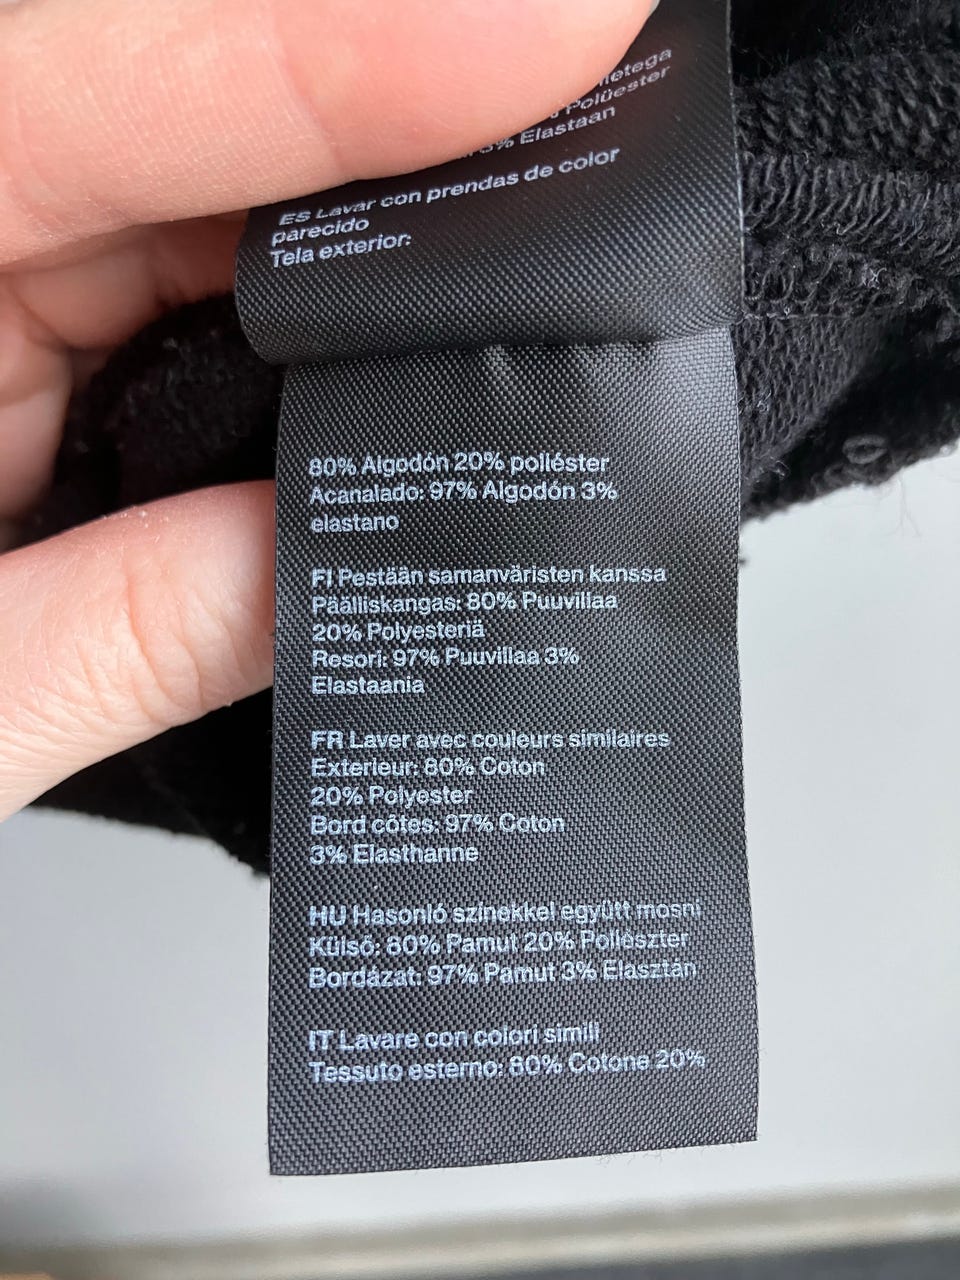 Polüester
3% Elastaan
ES Lavar con prendas de color
parecido
Tela exterior:
80% Algodón 20% poliéster
Acanalado: 97% Algodón 3%
elastano
FI Pestään samanväristen kanssa
Päälliskangas: 80% Puuvillaa
20% Polyesteriä
Resori: 97% Puuvillaa 3%
Elastaania
FR Laver avec couleurs similaires
Exterieur: 80% Coton
20% Polyester
Bord côtes: 97% Coton
3% Elasthanne
HU Hasonló színekkel együtt mosni
Külső: 80% Pamut 20% Poliészter
Bordázat: 97% Pamut 3% Elasztán
IT Lavare con colori simili
Tessuto esterno: 80% Cotone 20%